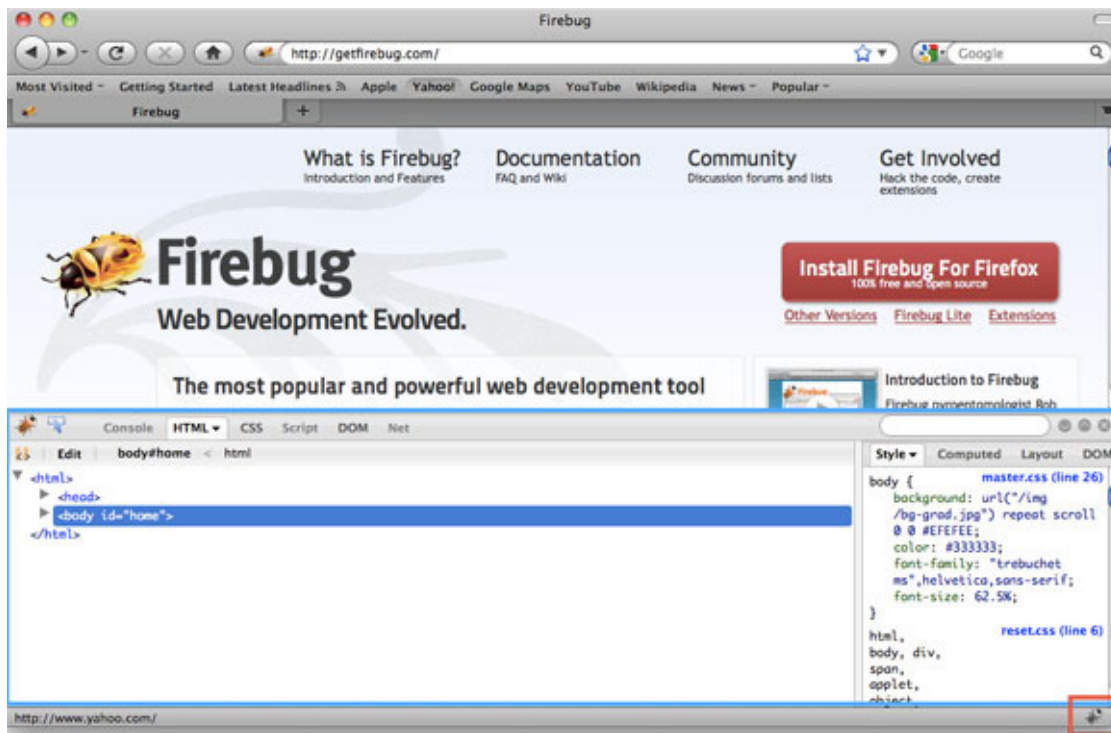 Firebug
http://getfirebug.com/
Google
Most Visited Getting Started Latest Headlines Apple Yahoo! Google Maps YouTube Wikipedia News Popular
Firebug +
What is Firebug? Documentation Community Get Involved
Introduction and Features FAQ and Wiki Discussion forums and lists Hack the code, create
extensions
Firebug
Web Development Evolved.
Install Firebug For Firefox
100% free and open source
Other Versions Firebug Lite Extensions
The most popular and powerful web development tool
Firebug
Introduction to Firebug
Firebug pyroentomologist Rob
Console HTML CSS Script DOM Net
Edit body#home < html
<html>
<head>
<body id="home">
</html>
Style Computed Layout DOM
body { master.css (line 26)
background: url("/img
/bg-grad.jpg") repeat scroll
0 0 #EFEFEE;
color: #333333;
font-family: "trebuchet
ms",helvetica,sans-serif;
font-size: 62.5%;
}
html, reset.css (line 6)
body, div,
span,
applet,
object,
http://www.yahoo.com/